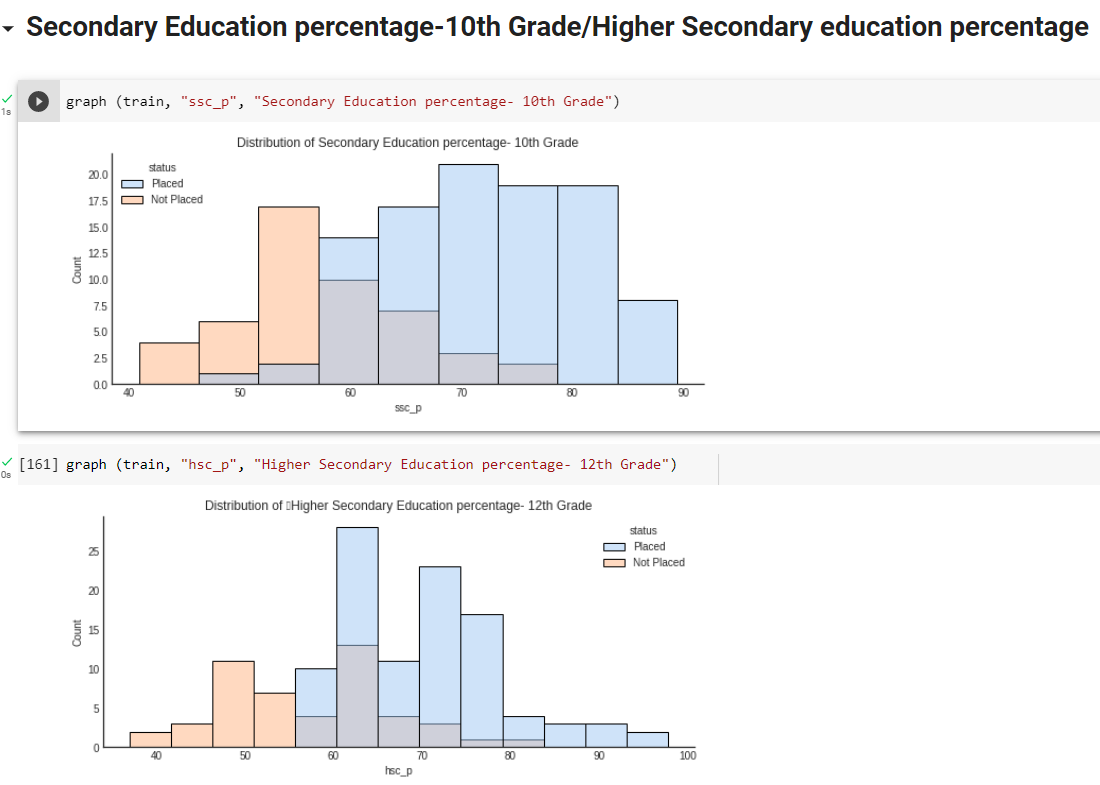 Secondary Education percentage-10th Grade/Higher Secondary education percentage
1s
graph (train, "ssc_p", "Secondary Education percentage- 10th Grade")
Distribution of Secondary Education percentage- 10th Grade
status
Placed
Not Placed
20.0
17.5
15.0
12.5
10.0
7.5
5.0
2.5
0.0
Count
40 50 60 70 80 90
ssc_p
0s
[161] graph (train, "hsc_p", "Higher Secondary Education percentage- 12th Grade")
Distribution of ▯Higher Secondary Education percentage- 12th Grade
status
Placed
Not Placed
25
20
15
10
5
0
Count
40 50 60 70 80 90 100
hsc_p